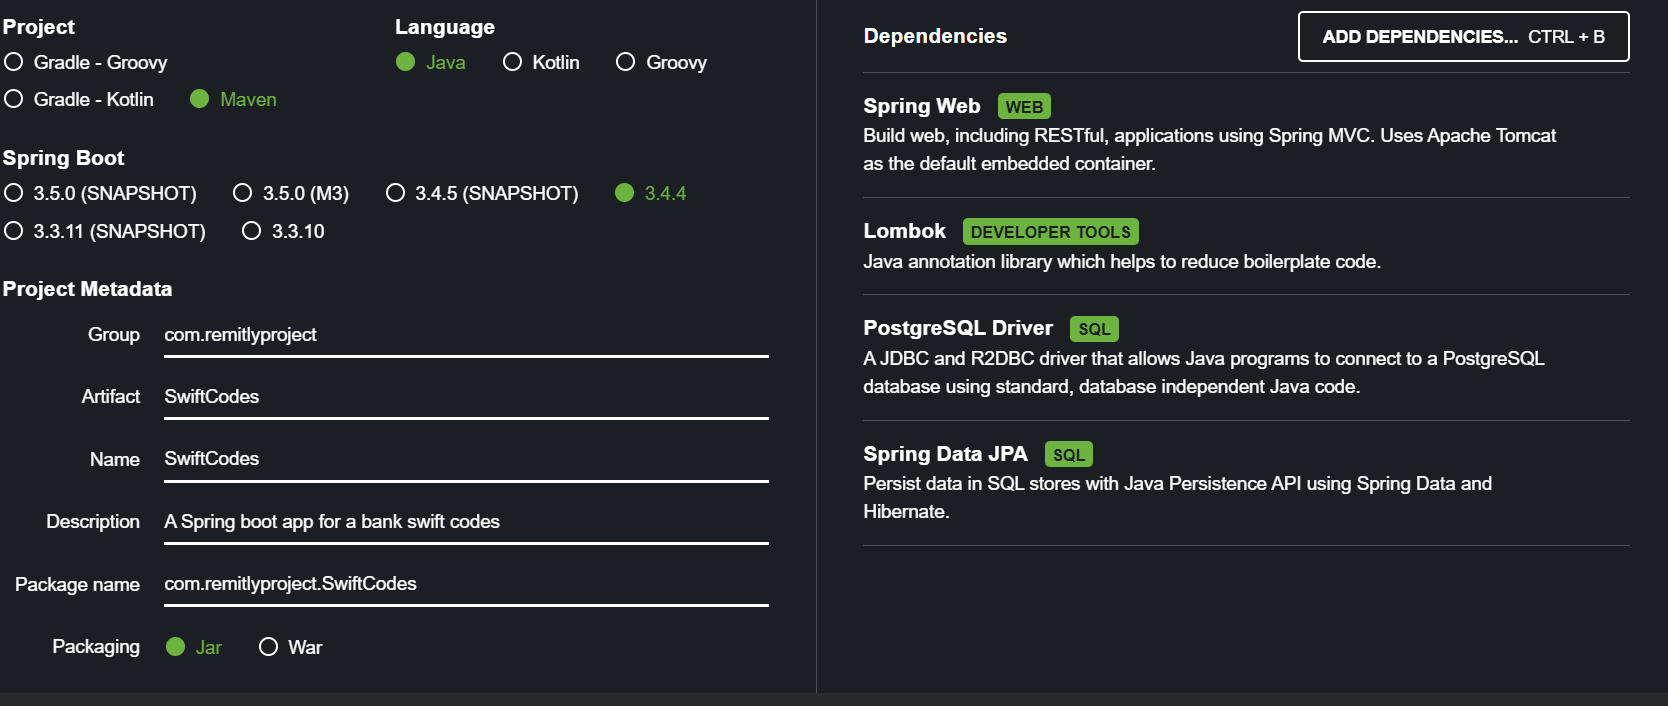 Project
Gradle - Groovy
Gradle - Kotlin Maven
Language
Java Kotlin Groovy
Spring Boot
3.5.0 (SNAPSHOT) 3.5.0 (M3) 3.4.5 (SNAPSHOT) 3.4.4
3.3.11 (SNAPSHOT) 3.3.10
Project Metadata
Group com.remitlyproject
Artifact SwiftCodes
Name SwiftCodes
Description A Spring boot app for a bank swift codes
Package name com.remitlyproject.SwiftCodes
Packaging Jar War
Dependencies ADD DEPENDENCIES... CTRL + B
Spring Web WEB
Build web, including RESTful, applications using Spring MVC. Uses Apache Tomcat
as the default embedded container.
Lombok DEVELOPER TOOLS
Java annotation library which helps to reduce boilerplate code.
PostgreSQL Driver SQL
A JDBC and R2DBC driver that allows Java programs to connect to a PostgreSQL
database using standard, database independent Java code.
Spring Data JPA SQL
Persist data in SQL stores with Java Persistence API using Spring Data and
Hibernate.